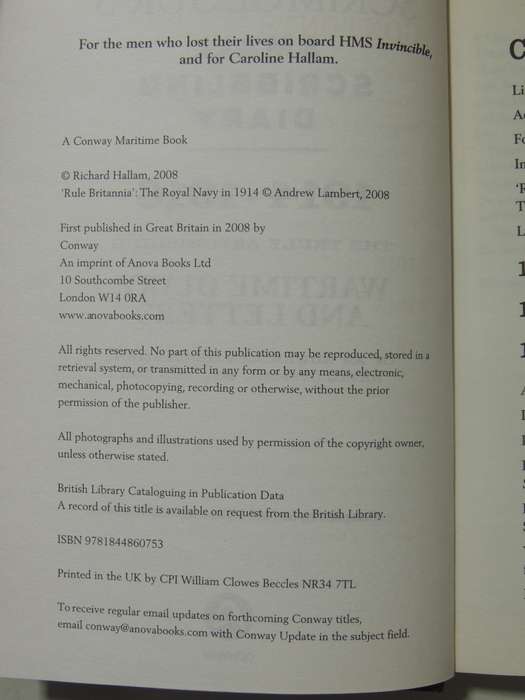 For the men who lost their lives on board HMS Invincible,
and for Caroline Hallam.
A Conway Maritime Book
© Richard Hallam, 2008
'Rule Britannia': The Royal Navy in 1914 © Andrew Lambert, 2008
First published in Great Britain in 2008 by
Conway
An imprint of Anova Books Ltd
10 Southcombe Street
London W14 0RA
www.anovabooks.com
All rights reserved. No part of this publication may be reproduced, stored in a
retrieval system, or transmitted in any form or by any means, electronic,
mechanical, photocopying, recording or otherwise, without the prior
permission of the publisher.
All photographs and illustrations used by permission of the copyright owner,
unless otherwise stated.
British Library Cataloguing in Publication Data
A record of this title is available on request from the British Library.
ISBN 9781844860753
Printed in the UK by CPI William Clowes Beccles NR34 7TL
To receive regular email updates on forthcoming Conway titles,
email conway@anovabooks.com with Conway Update in the subject field.